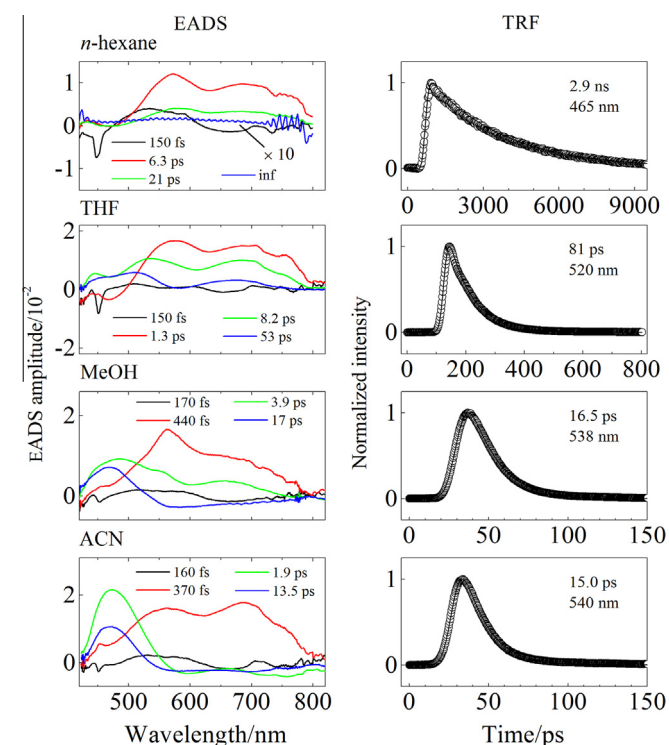 EADS
TRF
n-hexane
1
0
-1
150 fs
6.3 ps
21 ps
inf
× 10
1
0
2.9 ns
465 nm
0
3000
6000
9000
THF
2
0
-2
150 fs
1.3 ps
8.2 ps
53 ps
1
0
81 ps
520 nm
0
200
400
600
800
MeOH
2
0
170 fs
440 fs
3.9 ps
17 ps
1
0
16.5 ps
538 nm
0
50
100
150
ACN
2
0
160 fs
370 fs
1.9 ps
13.5 ps
1
0
15.0 ps
540 nm
500
600
700
800
0
50
100
150
EADS amplitude/10⁻²
Normalized intensity
Wavelength/nm
Time/ps